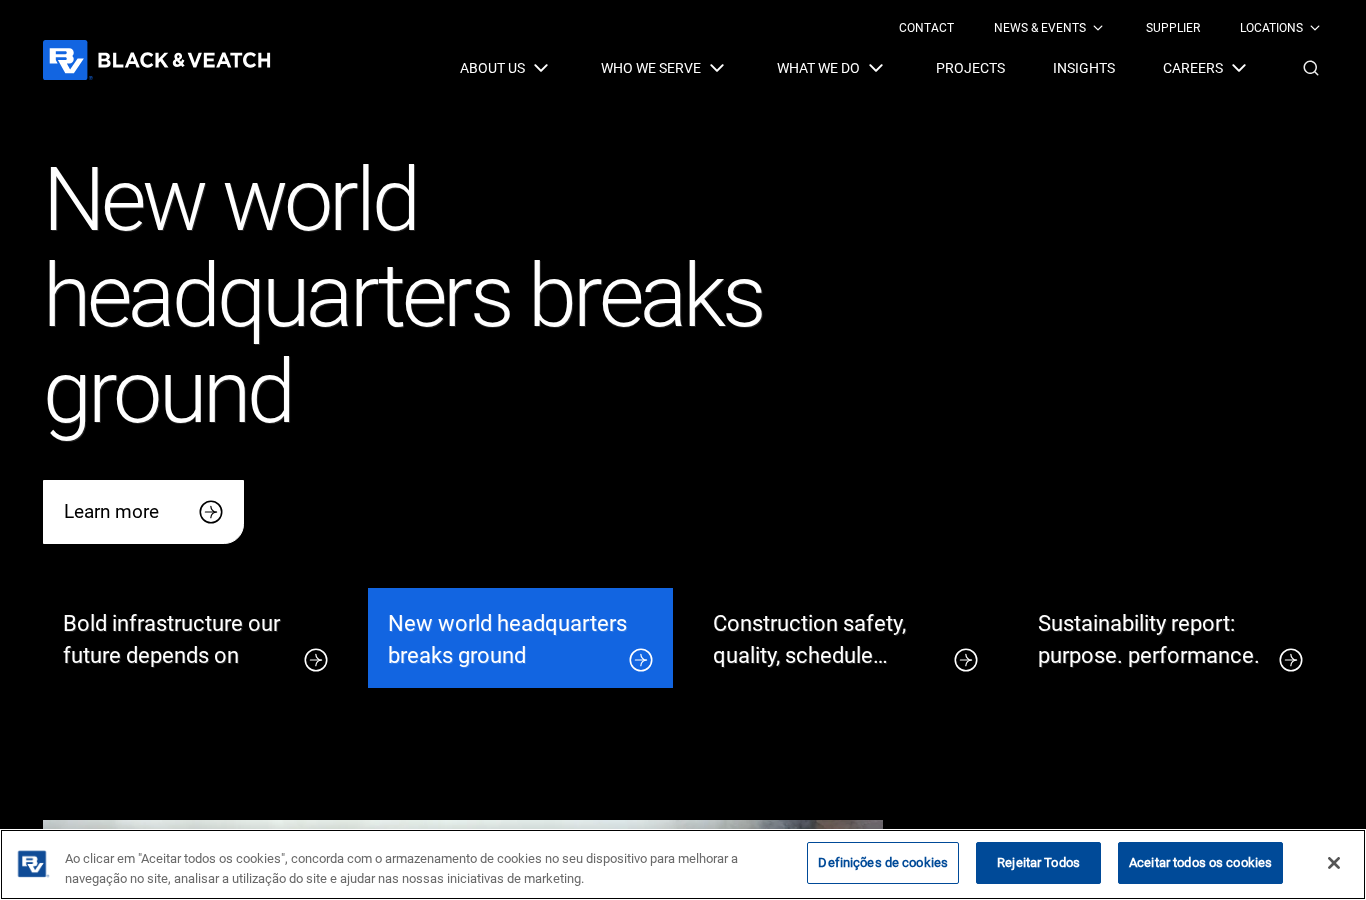 CONTACT
NEWS & EVENTS
SUPPLIER
LOCATIONS
BLACK & VEATCH
ABOUT US
WHO WE SERVE
WHAT WE DO
PROJECTS
INSIGHTS
CAREERS
New world
headquarters breaks
ground
Learn more
Bold infrastructure our
future depends on
New world headquarters
breaks ground
Construction safety,
quality, schedule...
Sustainability report:
purpose. performance.
Ao clicar em "Aceitar todos os cookies", concorda com o armazenamento de cookies no seu dispositivo para melhorar a
navegação no site, analisar a utilização do site e ajudar nas nossas iniciativas de marketing.
Definições de cookies
Rejeitar Todos
Aceitar todos os cookies